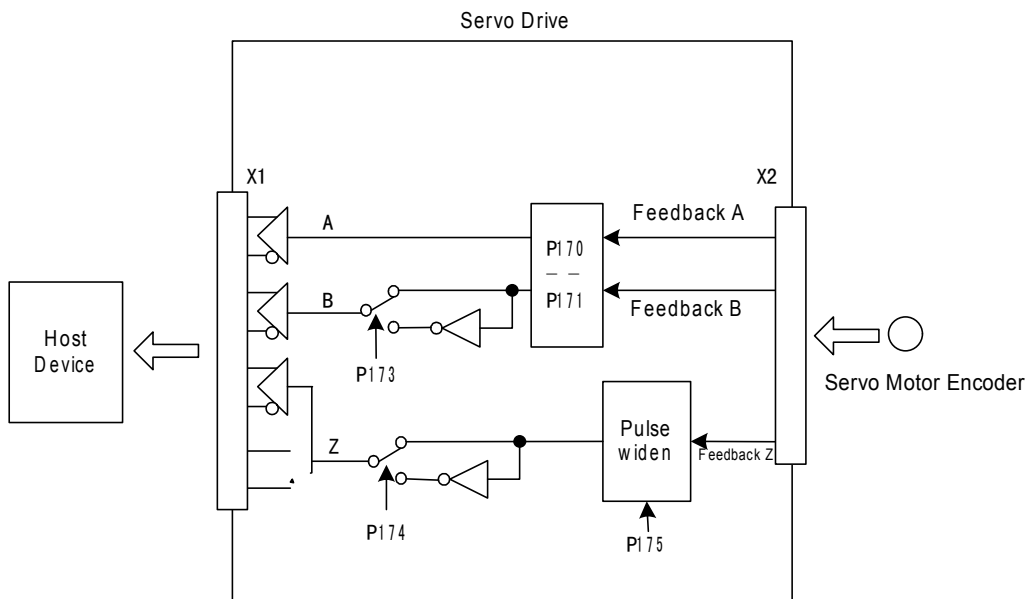 Servo Drive
X1
X2
A
Feedback A
P170
P171
B
Feedback B
P173
Host
Device
Servo Motor Encoder
Z
Pulse
widen
Feedback Z
P174
P175